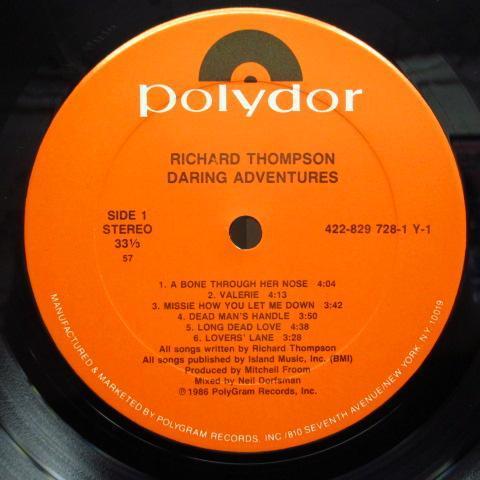 polydor
RICHARD THOMPSON
DARING ADVENTURES
SIDE 1
STEREO
33⅓
57
422-829 728-1 Y-1
1. A BONE THROUGH HER NOSE 4:04
2. VALERIE 4:13
3. MISSIE HOW YOU LET ME DOWN 3:42
4. DEAD MAN'S HANDLE 3:50
5. LONG DEAD LOVE 4:38
6. LOVERS' LANE 3:28
All songs written by Richard Thompson
All songs published by Island Music, Inc. (BMI)
Produced by Mitchell Froom
Mixed by Neil Dorfsman
℗ 1986 PolyGram Records, Inc.
MANUFACTURED & MARKETED BY POLYGRAM RECORDS, INC./810 SEVENTH AVENUE/NEW YORK, N.Y. 10019